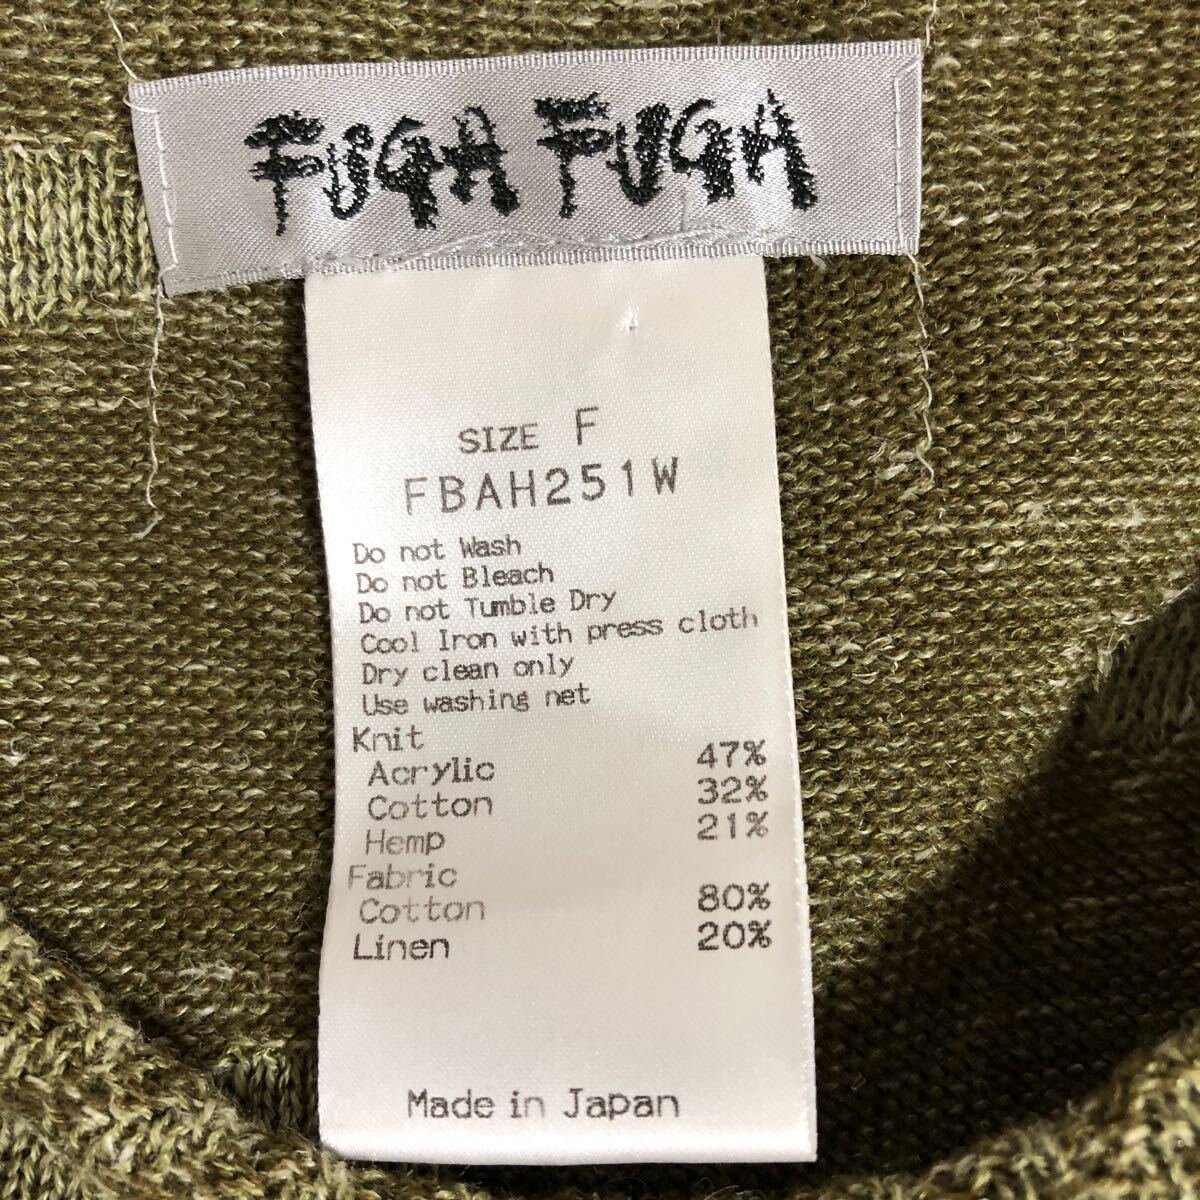 FUGA FUGA
SIZE F
FBAH251W
Do not Wash
Do not Bleach
Do not Tumble Dry
Cool Iron with press cloth
Dry clean only
Use washing net
Knit
Acrylic 47%
Cotton 32%
Hemp 21%
Fabric
Cotton 80%
Linen 20%
Made in Japan